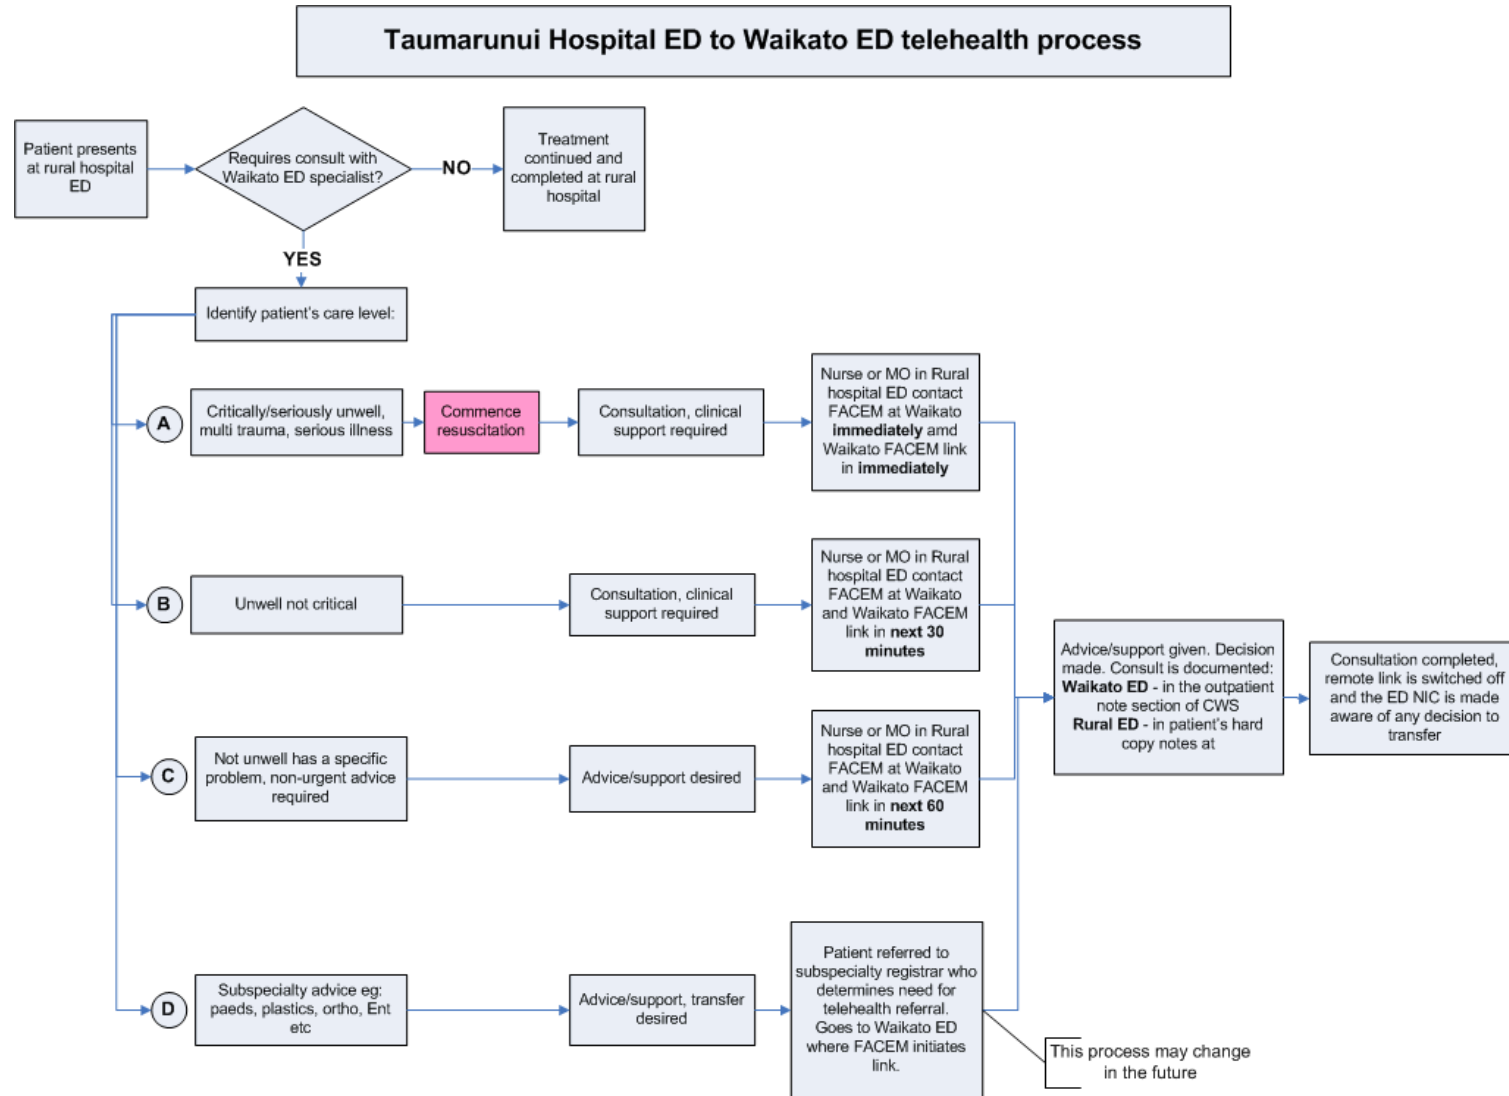 Taumarunui Hospital ED to Waikato ED telehealth process
Patient presents
at rural hospital
ED
Requires consult with
Waikato ED specialist?
NO
Treatment
continued and
completed at rural
hospital
YES
Identify patient's care level:
A
Critically/seriously unwell,
multi trauma, serious illness
Commence
resuscitation
Consultation, clinical
support required
Nurse or MO in Rural
hospital ED contact
FACEM at Waikato
immediately amd
Waikato FACEM link
in immediately
B
Unwell not critical
Consultation, clinical
support required
Nurse or MO in Rural
hospital ED contact
FACEM at Waikato
and Waikato FACEM
link in next 30
minutes
C
Not unwell has a specific
problem, non-urgent advice
required
Advice/support desired
Nurse or MO in Rural
hospital ED contact
FACEM at Waikato
and Waikato FACEM
link in next 60
minutes
D
Subspecialty advice eg:
paeds, plastics, ortho, Ent
etc
Advice/support, transfer
desired
Patient referred to
subspecialty registrar who
determines need for
telehealth referral.
Goes to Waikato ED
where FACEM initiates
link.
This process may change
in the future
Advice/support given. Decision
made. Consult is documented:
Waikato ED - in the outpatient
note section of CWS
Rural ED - in patient's hard
copy notes at
Consultation completed,
remote link is switched off
and the ED NIC is made
aware of any decision to
transfer